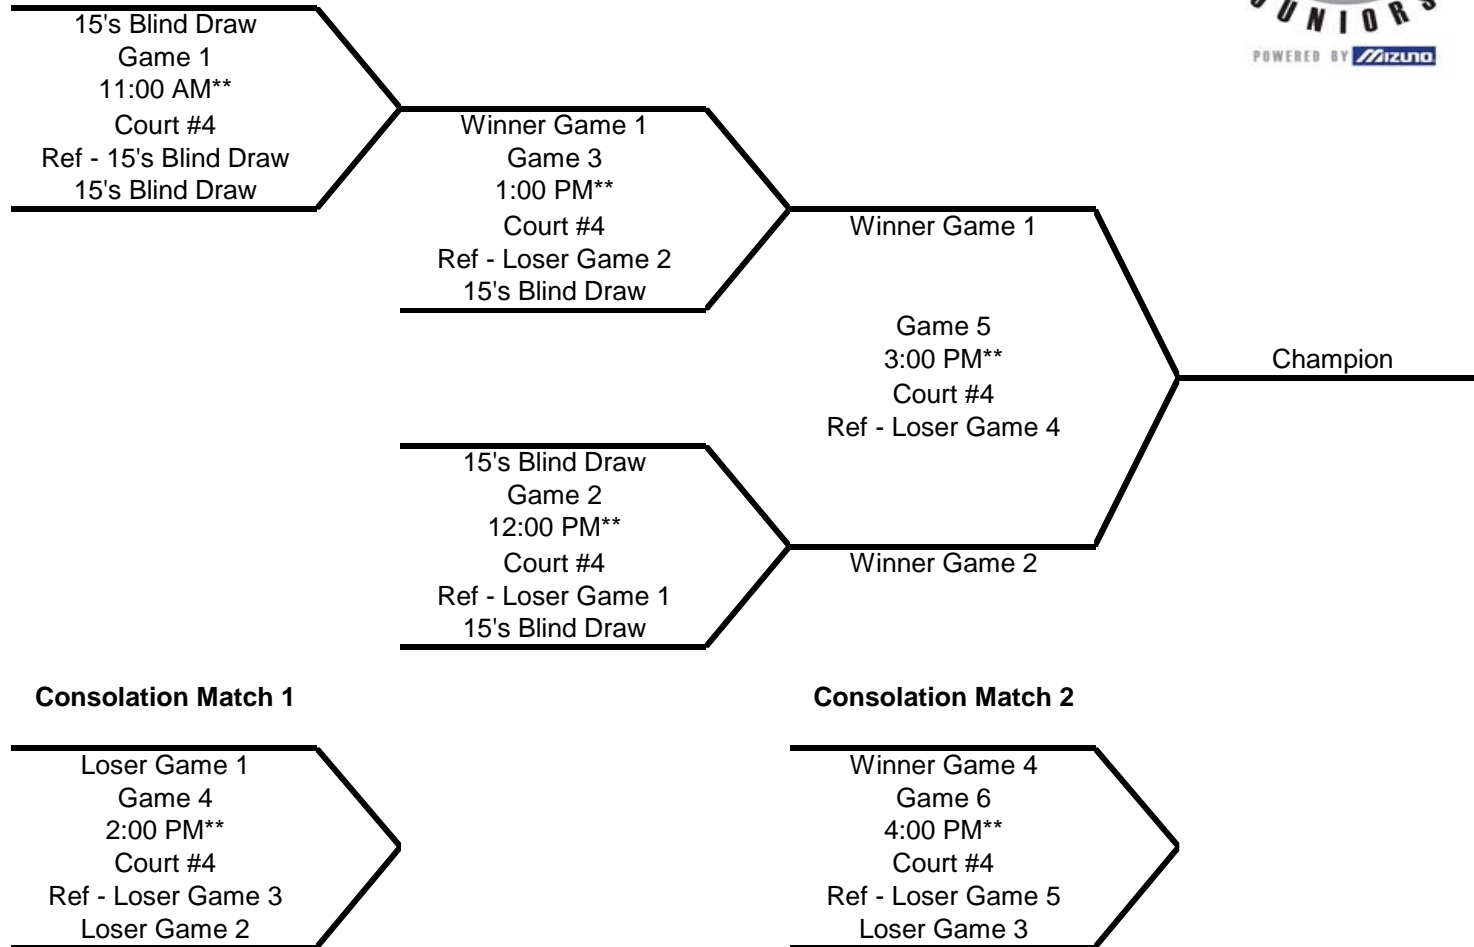 JUNIORS
POWERED BY Mizuno
15's Blind Draw
Game 1
11:00 AM**
Court #4
Ref - 15's Blind Draw
15's Blind Draw
Winner Game 1
Game 3
1:00 PM**
Court #4
Ref - Loser Game 2
15's Blind Draw
Winner Game 1
Game 5
3:00 PM**
Court #4
Ref - Loser Game 4
Champion
15's Blind Draw
Game 2
12:00 PM**
Court #4
Ref - Loser Game 1
15's Blind Draw
Winner Game 2
Consolation Match 1
Loser Game 1
Game 4
2:00 PM**
Court #4
Ref - Loser Game 3
Loser Game 2
Consolation Match 2
Winner Game 4
Game 6
4:00 PM**
Court #4
Ref - Loser Game 5
Loser Game 3